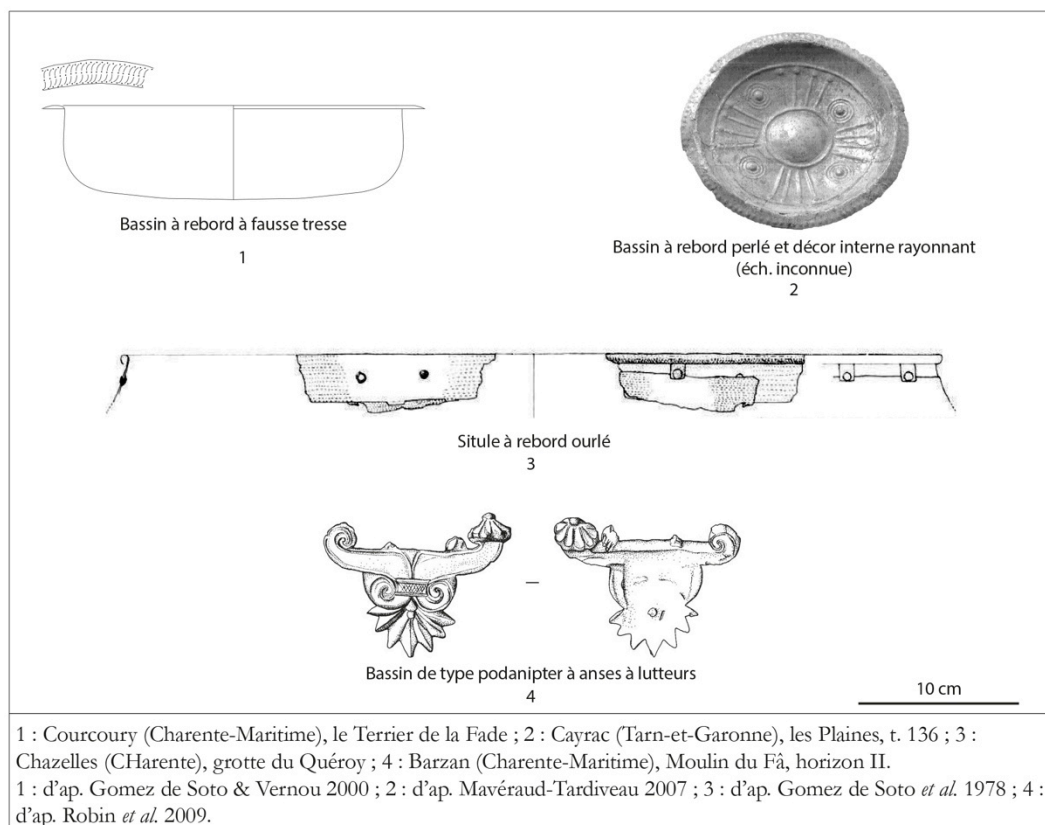 Bassin à rebord à fausse tresse
1
Bassin à rebord perlé et décor interne rayonnant
(éch. inconnue)
2
Situle à rebord ourlé
3
Bassin de type podanipter à anses à lutteurs
4
10 cm
1 : Courcoury (Charente-Maritime), le Terrier de la Fade ; 2 : Cayrac (Tarn-et-Garonne), les Plaines, t. 136 ; 3 :
Chazelles (CHarente), grotte du Quéroy ; 4 : Barzan (Charente-Maritime), Moulin du Fâ, horizon II.
1 : d'ap. Gomez de Soto & Vernou 2000 ; 2 : d'ap. Mavéraud-Tardiveau 2007 ; 3 : d'ap. Gomez de Soto et al. 1978 ; 4 :
d'ap. Robin et al. 2009.